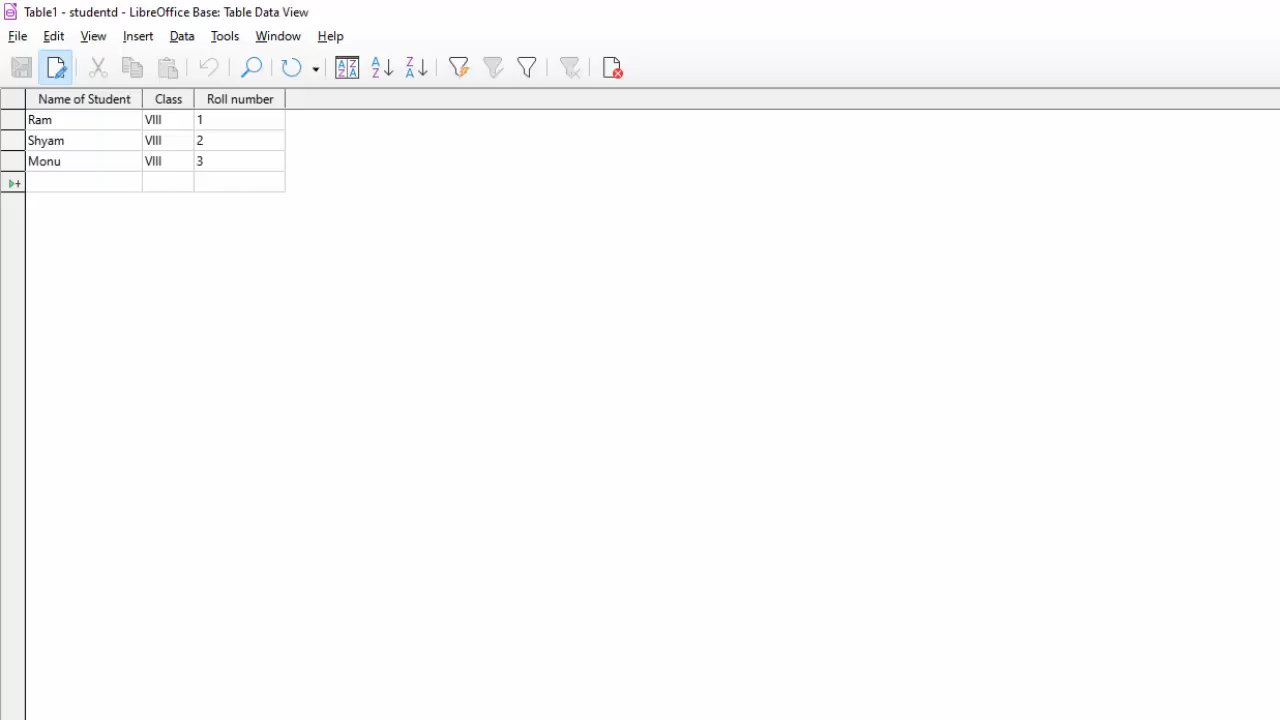 Table1 - studentd - LibreOffice Base: Table Data View
File Edit View Insert Data Tools Window Help
Name of Student Class Roll number
Ram VIII 1
Shyam VIII 2
Monu VIII 3